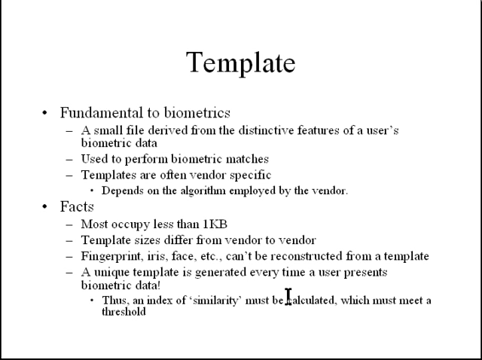 Template
• Fundamental to biometrics
– A small file derived from the distinctive features of a user's
biometric data
– Used to perform biometric matches
– Templates are often vendor specific
• Depends on the algorithm employed by the vendor.
• Facts
– Most occupy less than 1KB
– Template sizes differ from vendor to vendor
– Fingerprint, iris, face, etc., can't be reconstructed from a template
– A unique template is generated every time a user presents
biometric data!
• Thus, an index of 'similarity' must be calculated, which must meet a
threshold